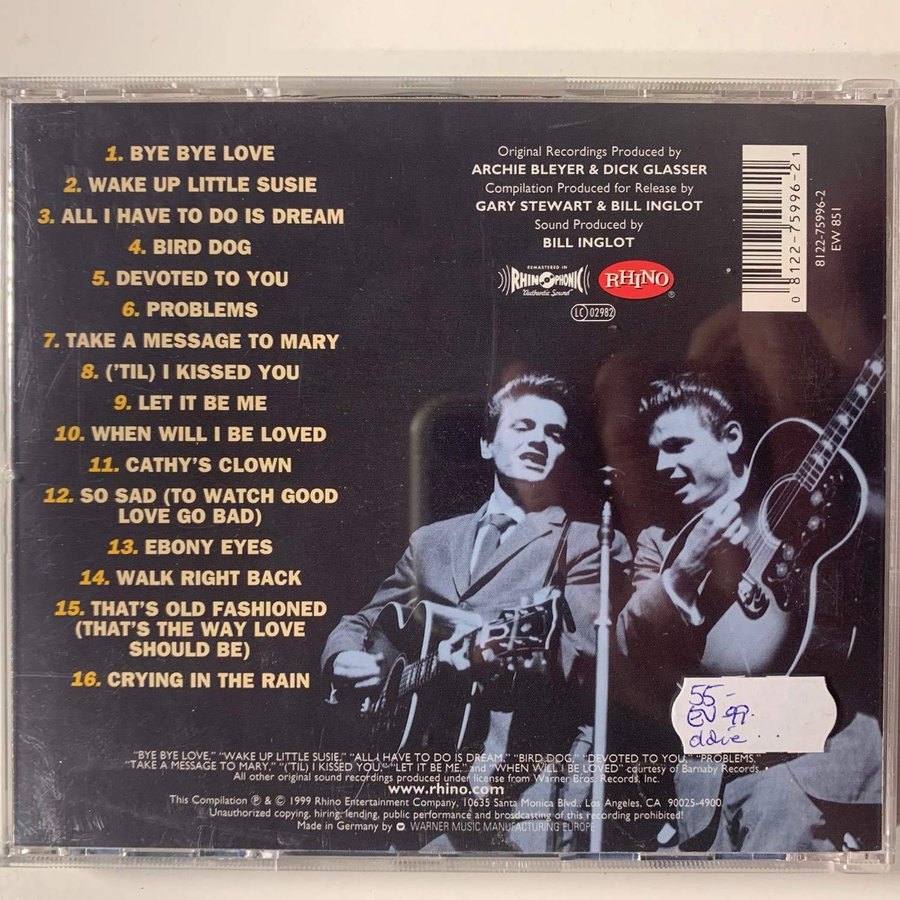 1. BYE BYE LOVE
2. WAKE UP LITTLE SUSIE
3. ALL I HAVE TO DO IS DREAM
4. BIRD DOG
5. DEVOTED TO YOU
6. PROBLEMS
7. TAKE A MESSAGE TO MARY
8. ('TIL) I KISSED YOU
9. LET IT BE ME
10. WHEN WILL I BE LOVED
11. CATHY'S CLOWN
12. SO SAD (TO WATCH GOOD
LOVE GO BAD)
13. EBONY EYES
14. WALK RIGHT BACK
15. THAT'S OLD FASHIONED
(THAT'S THE WAY LOVE
SHOULD BE)
16. CRYING IN THE RAIN
Original Recordings Produced by
ARCHIE BLEYER & DICK GLASSER
Compilation Produced for Release by
GARY STEWART & BILL INGLOT
Sound Produced by
BILL INGLOT
REMASTERED IN
RHINOPHONIC
"Authentic Sound"
RHINO®
LC 02982
0 8122-75996-2 1
8122-75996-2
EW 851
55-
"BYE BYE LOVE," "WAKE UP LITTLE SUSIE," "ALL I HAVE TO DO IS DREAM," "BIRD DOG," "DEVOTED TO YOU," "PROBLEMS,"
"TAKE A MESSAGE TO MARY," "('TIL) I KISSED YOU," "LET IT BE ME," and "WHEN WILL I BE LOVED" courtesy of Barnaby Records.
All other original sound recordings produced under license from Warner Bros. Records, Inc.
www.rhino.com
This Compilation ℗ & © 1999 Rhino Entertainment Company, 10635 Santa Monica Blvd., Los Angeles, CA 90025-4900.
Unauthorized copying, hiring, lending, public performance and broadcasting of this recording prohibited!
Made in Germany by WARNER MUSIC MANUFACTURING EUROPE